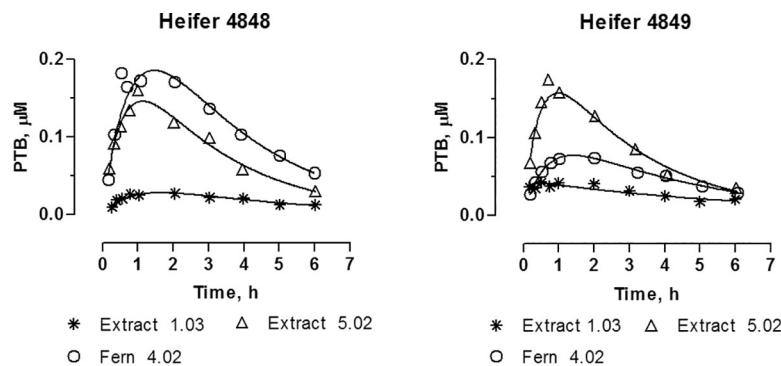 Heifer 4848
0.2
0.1
0.0
PTB, μM
0 1 2 3 4 5 6 7
Time, h
Extract 1.03 Extract 5.02
Fern 4.02
Heifer 4849
0.2
0.1
0.0
PTB, μM
0 1 2 3 4 5 6 7
Time, h
Extract 1.03 Extract 5.02
Fern 4.02